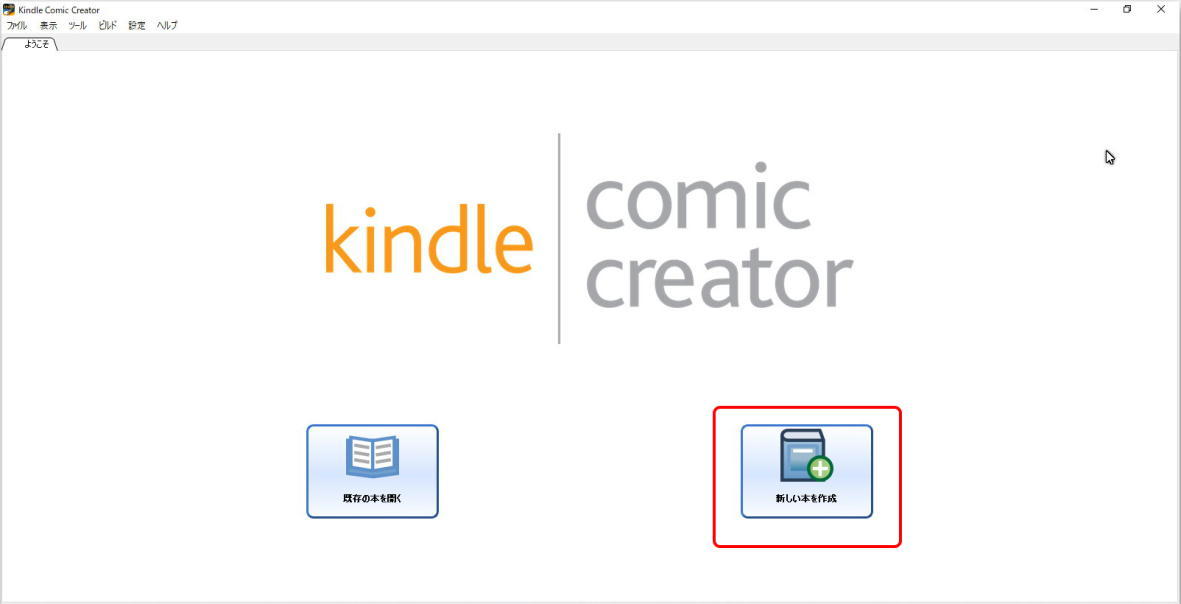 Kindle Comic Creator
ファイル 表示 ツール ビルド 設定 ヘルプ
ようこそ
kindle
comic
creator
既存の本を開く
新しい本を作成